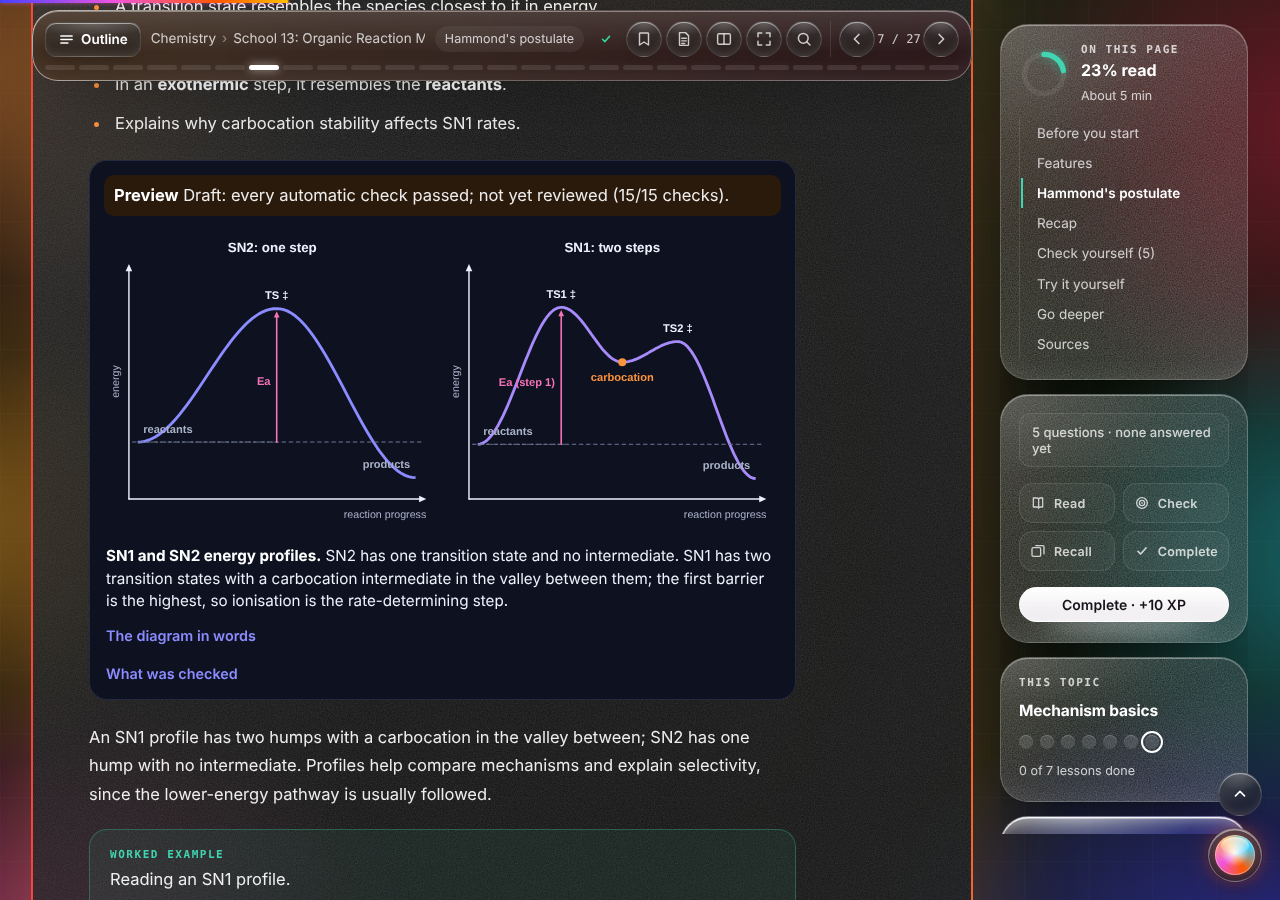 A transition state resembles the species closest to it in energy
Outline
Chemistry › School 13: Organic Reaction M
Hammond's postulate
7 / 27
In an exothermic step, it resembles the reactants.
Explains why carbocation stability affects SN1 rates.
Preview Draft: every automatic check passed; not yet reviewed (15/15 checks).
SN2: one step
TS ‡
Ea
energy
reactants
products
reaction progress
SN1: two steps
TS1 ‡
TS2 ‡
Ea (step 1)
carbocation
energy
reactants
products
reaction progress
SN1 and SN2 energy profiles. SN2 has one transition state and no intermediate. SN1 has two
transition states with a carbocation intermediate in the valley between them; the first barrier
is the highest, so ionisation is the rate-determining step.
The diagram in words
What was checked
An SN1 profile has two humps with a carbocation in the valley between; SN2 has one
hump with no intermediate. Profiles help compare mechanisms and explain selectivity,
since the lower-energy pathway is usually followed.
WORKED EXAMPLE
Reading an SN1 profile.
ON THIS PAGE
23% read
About 5 min
Before you start
Features
Hammond's postulate
Recap
Check yourself (5)
Try it yourself
Go deeper
Sources
5 questions · none answered
yet
Read
Check
Recall
Complete
Complete · +10 XP
THIS TOPIC
Mechanism basics
0 of 7 lessons done